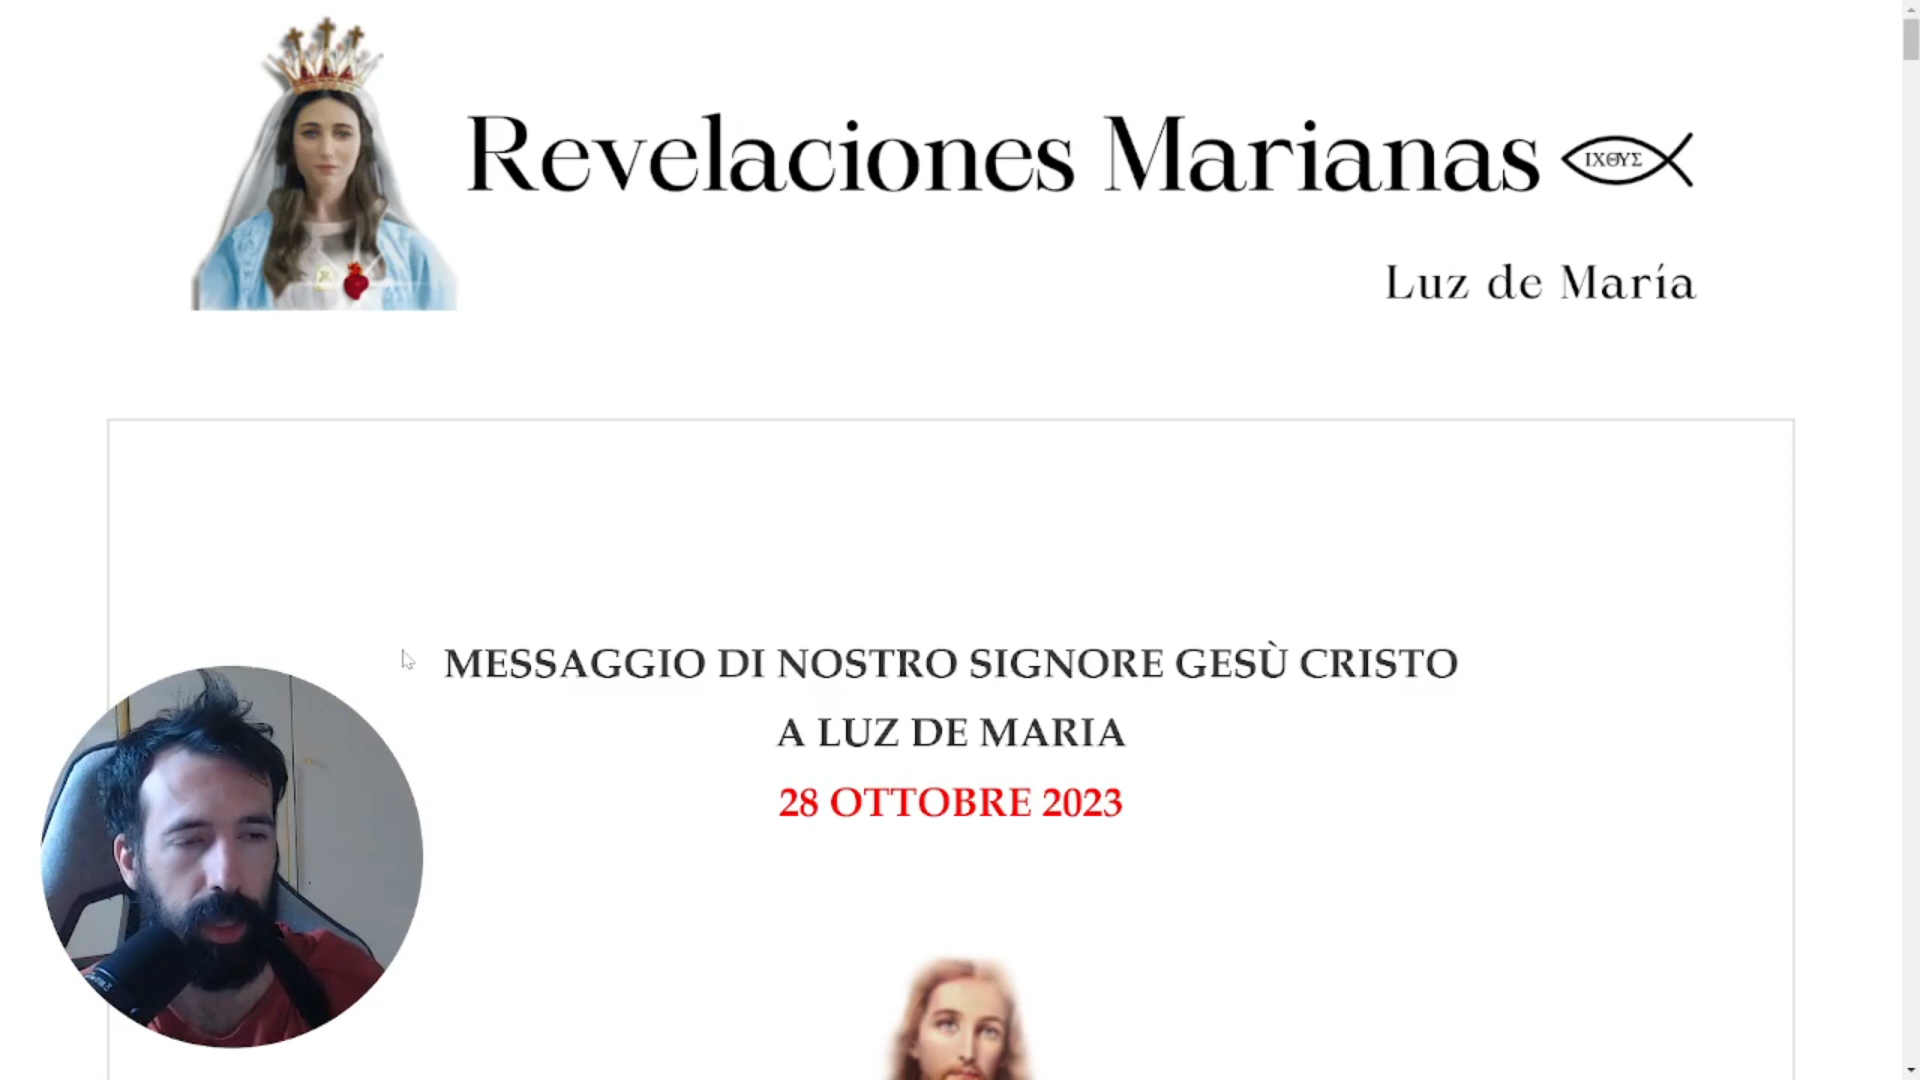 Revelaciones Marianas ΙΧΘΥΣ
Luz de María
MESSAGGIO DI NOSTRO SIGNORE GESÙ CRISTO
A LUZ DE MARIA
28 OTTOBRE 2023